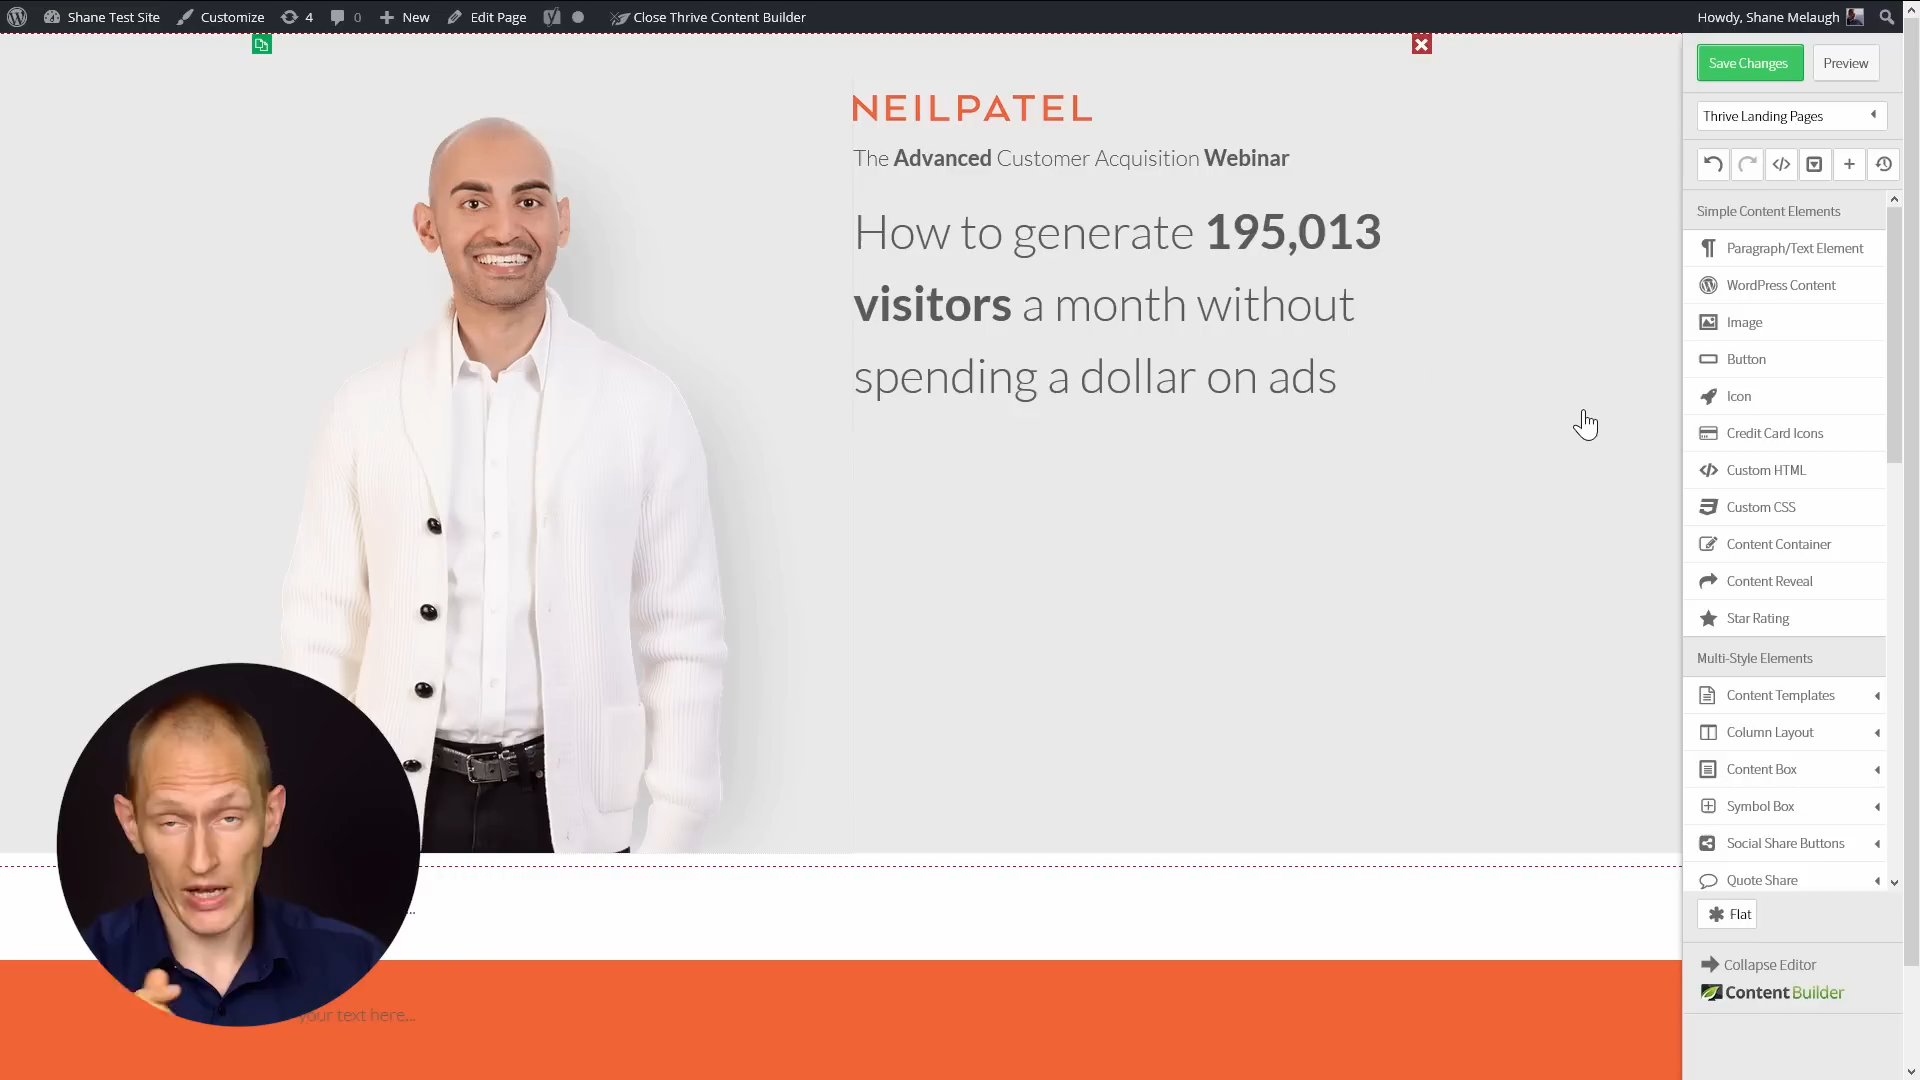 Shane Test Site
Customize
4
0
New
Edit Page
Close Thrive Content Builder
Howdy, Shane Melaugh
NEILPATEL
The Advanced Customer Acquisition Webinar
How to generate 195,013
visitors a month without
spending a dollar on ads
...
your text here...
Save Changes
Preview
Thrive Landing Pages
Simple Content Elements
Paragraph/Text Element
WordPress Content
Image
Button
Icon
Credit Card Icons
Custom HTML
Custom CSS
Content Container
Content Reveal
Star Rating
Multi-Style Elements
Content Templates
Column Layout
Content Box
Symbol Box
Social Share Buttons
Quote Share
Flat
Collapse Editor
Content Builder